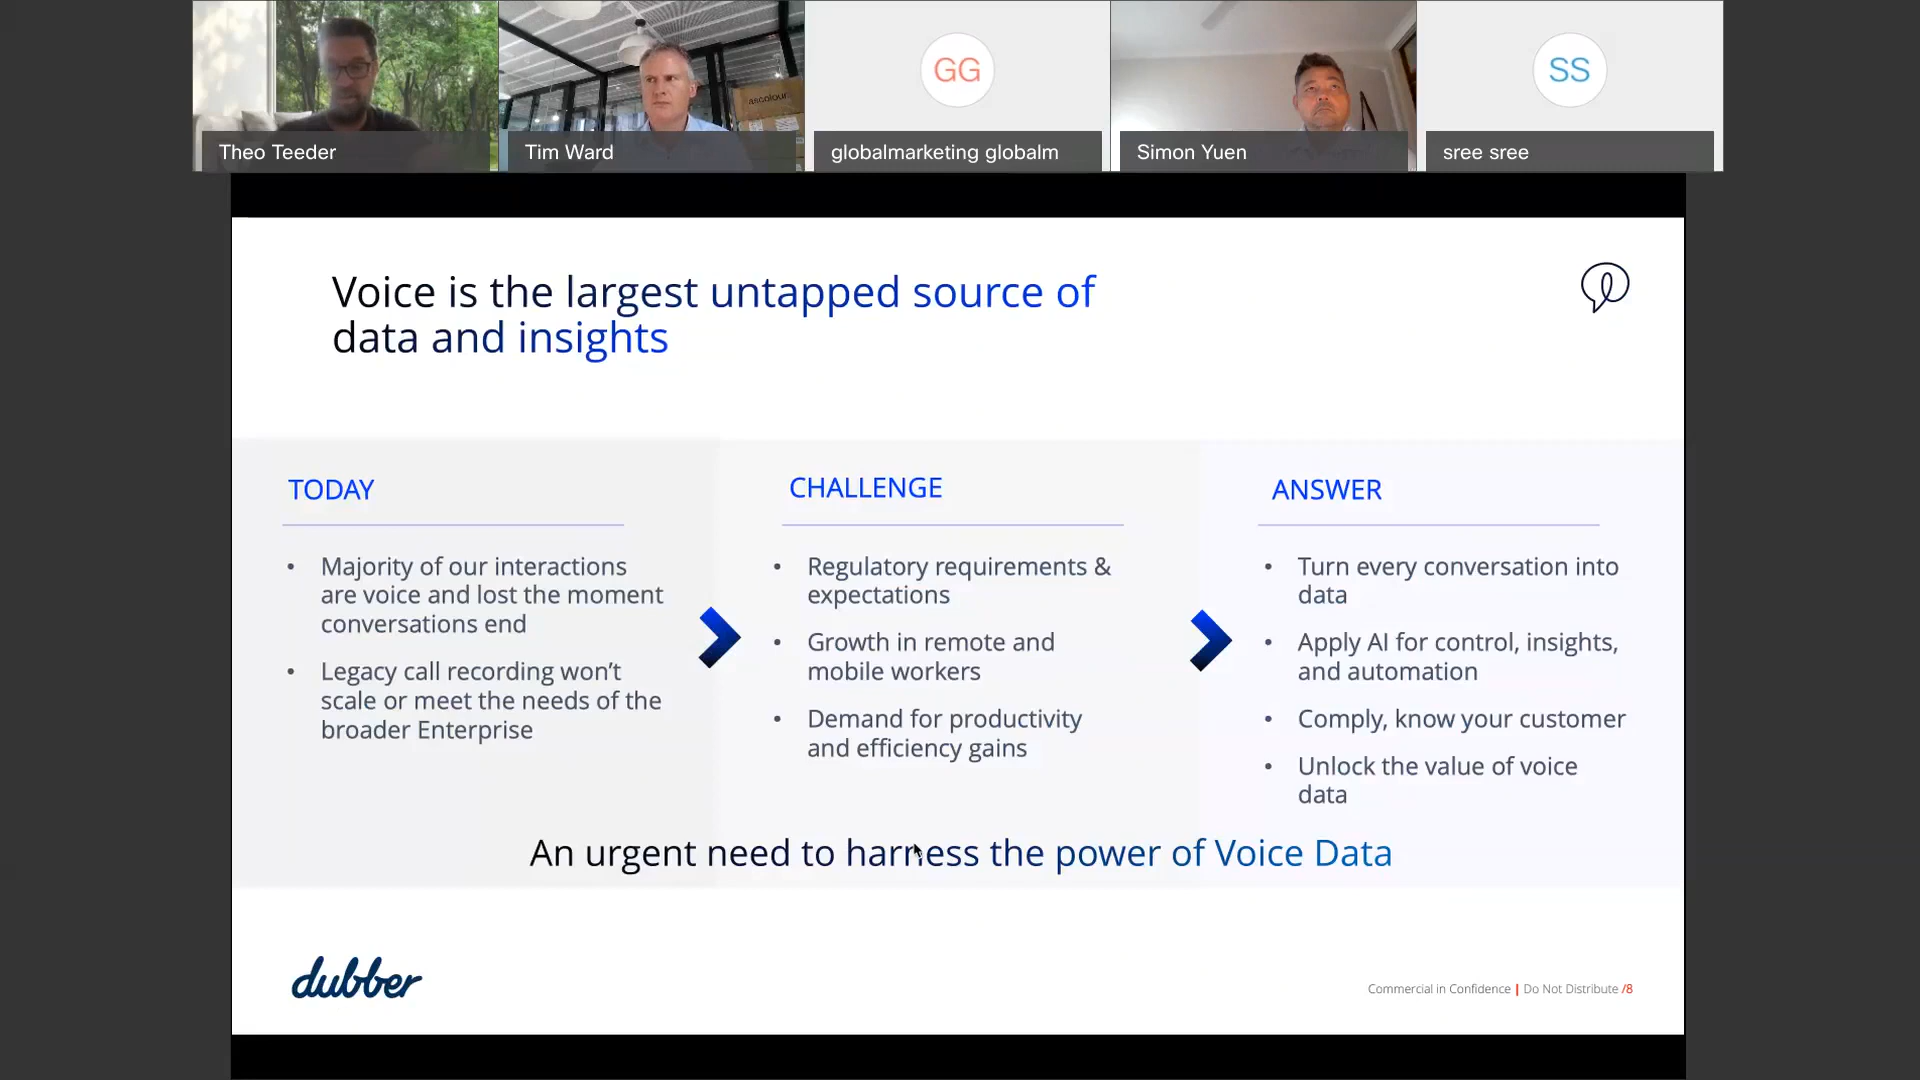 ascolour
GG
SS
Theo Teeder
Tim Ward
globalmarketing globalm
Simon Yuen
sree sree
Voice is the largest untapped source of
data and insights
TODAY
• Majority of our interactions
are voice and lost the moment
conversations end
• Legacy call recording won’t
scale or meet the needs of the
broader Enterprise
CHALLENGE
• Regulatory requirements &
expectations
• Growth in remote and
mobile workers
• Demand for productivity
and efficiency gains
ANSWER
• Turn every conversation into
data
• Apply AI for control, insights,
and automation
• Comply, know your customer
• Unlock the value of voice
data
An urgent need to harness the power of Voice Data
dubber
Commercial in Confidence | Do Not Distribute /8